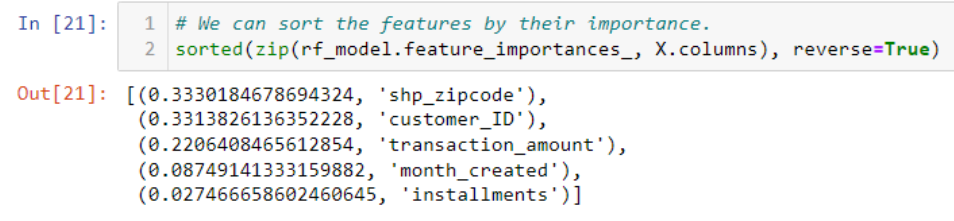 In [21]: 1 # We can sort the features by their importance.
2 sorted(zip(rf_model.feature_importances_, X.columns), reverse=True)
Out[21]: [(0.3330184678694324, 'shp_zipcode'),
(0.3313826136352228, 'customer_ID'),
(0.2206408465612854, 'transaction_amount'),
(0.08749141333159882, 'month_created'),
(0.027466658602460645, 'installments')]